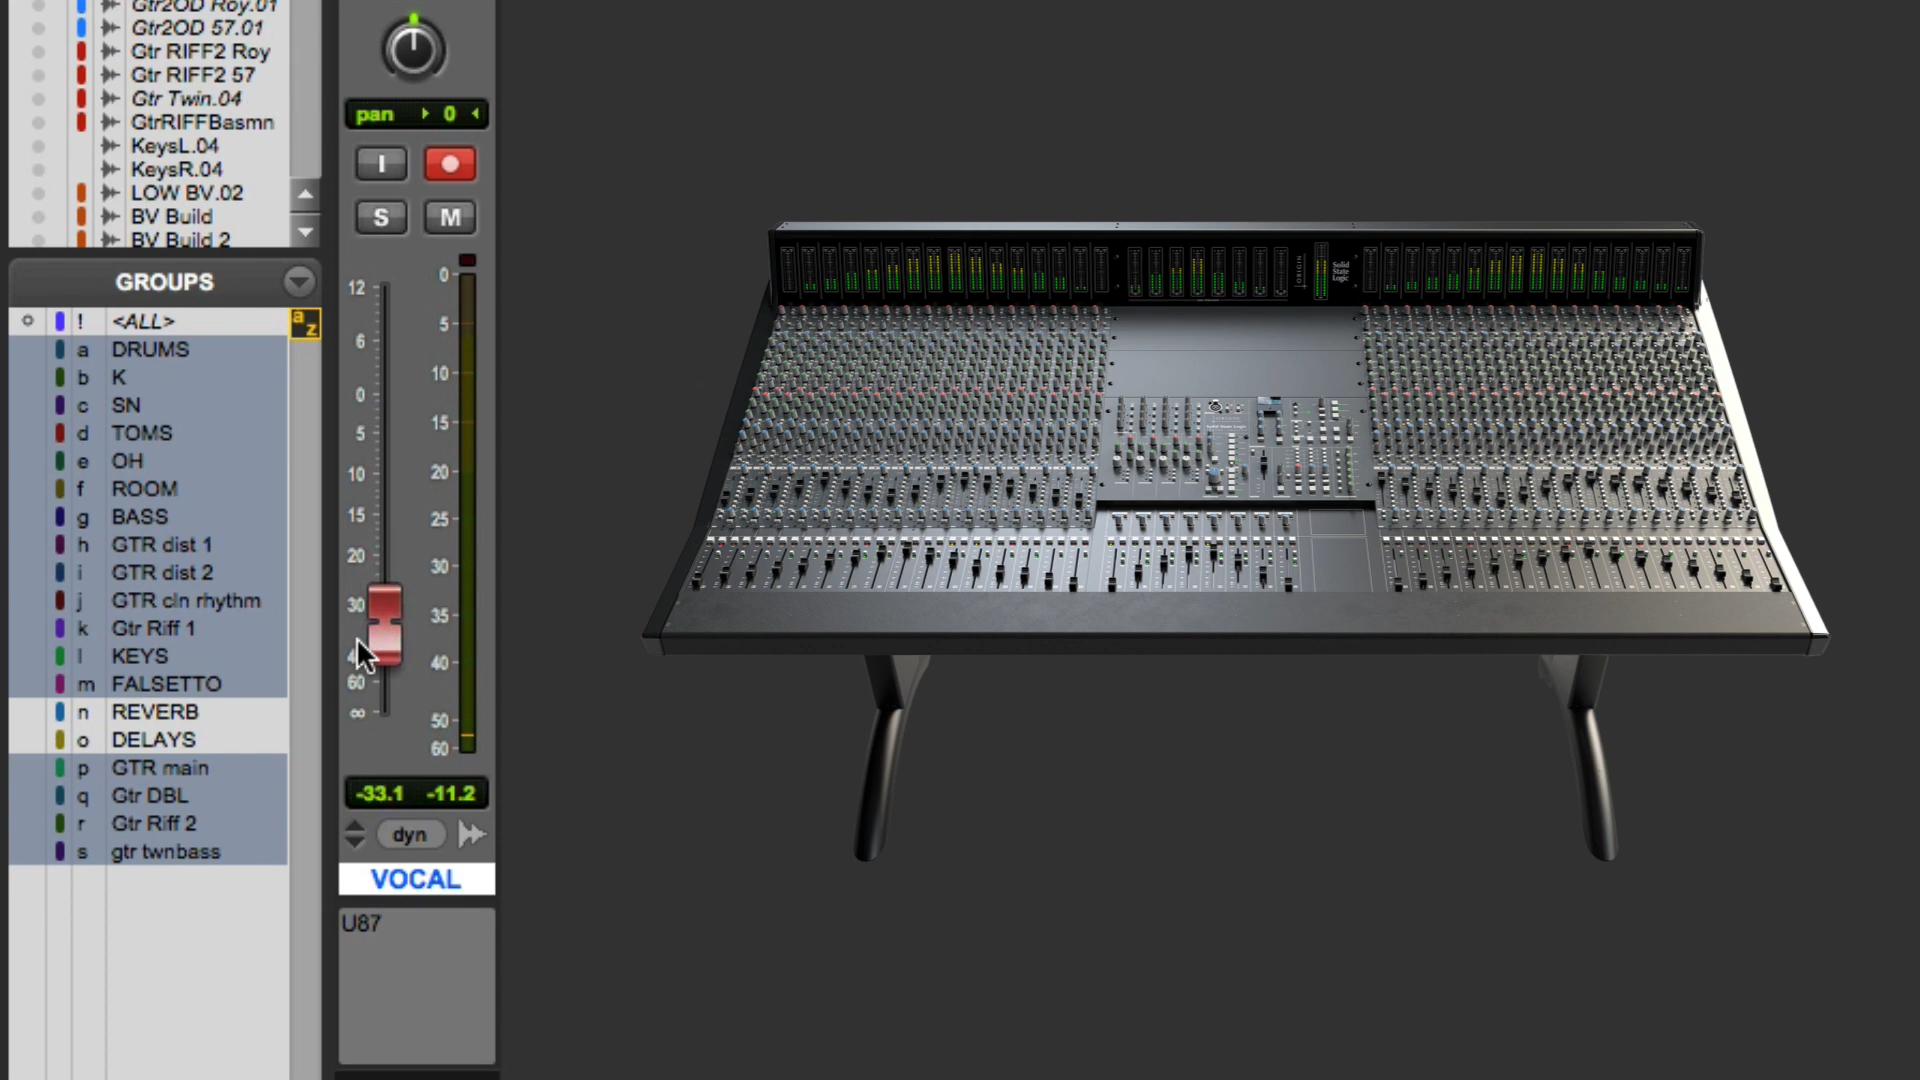 Gtr2OD Roy.01
Gtr2OD 57.01
Gtr RIFF2 Roy
Gtr RIFF2 57
Gtr Twin.04
GtrRIFFBasmn
KeysL.04
KeysR.04
LOW BV.02
BV Build
BV Build 2
GROUPS
! <ALL>
a z
a DRUMS
b K
c SN
d TOMS
e OH
f ROOM
g BASS
h GTR dist 1
i GTR dist 2
j GTR cln rhythm
k Gtr Riff 1
l KEYS
m FALSETTO
n REVERB
o DELAYS
p GTR main
q Gtr DBL
r Gtr Riff 2
s gtr twnbass
pan 0
I
S M
12
6
0
5
10
15
20
30
60
∞
0
5
10
15
20
25
30
35
40
50
60
-33.1 -11.2
dyn
VOCAL
U87
ORIGIN
Solid
State
Logic